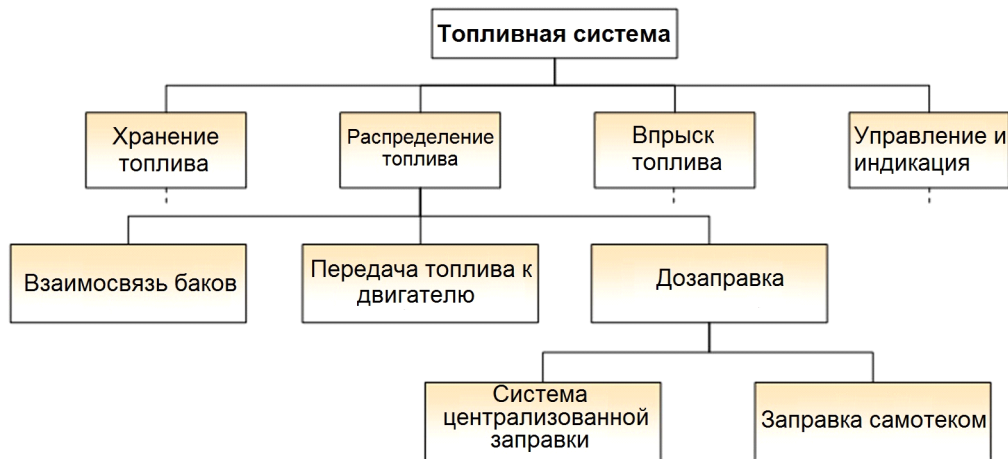 Топливная система
Хранение
топлива
Распределение
топлива
Впрыск
топлива
Управление и
индикация
Взаимосвязь баков
Передача топлива к
двигателю
Дозаправка
Система
централизованной
заправки
Заправка самотеком